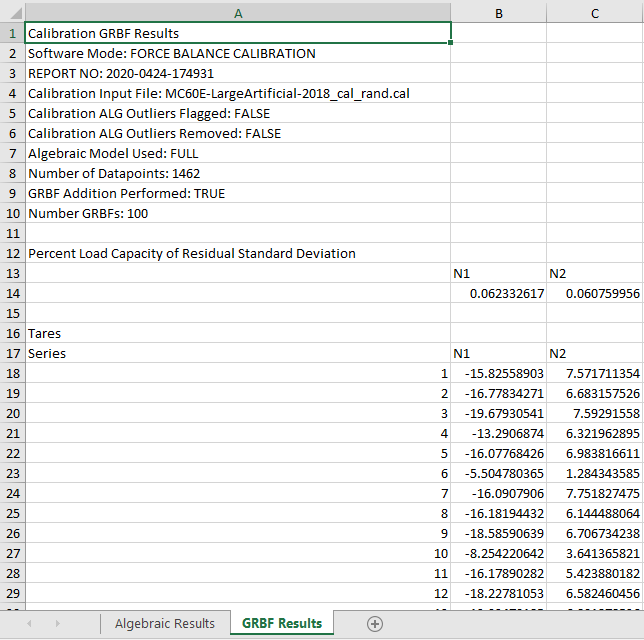 A B C
1 Calibration GRBF Results
2 Software Mode: FORCE BALANCE CALIBRATION
3 REPORT NO: 2020-0424-174931
4 Calibration Input File: MC60E-LargeArtificial-2018_cal_rand.cal
5 Calibration ALG Outliers Flagged: FALSE
6 Calibration ALG Outliers Removed: FALSE
7 Algebraic Model Used: FULL
8 Number of Datapoints: 1462
9 GRBF Addition Performed: TRUE
10 Number GRBFs: 100
11
12 Percent Load Capacity of Residual Standard Deviation
13 N1 N2
14 0.062332617 0.060759956
15
16 Tares
17 Series N1 N2
18 1 -15.82558903 7.571711354
19 2 -16.77834271 6.683157526
20 3 -19.67930541 7.59291558
21 4 -13.2906874 6.321962895
22 5 -16.07768426 6.983816611
23 6 -5.504780365 1.284343585
24 7 -16.0907906 7.751827475
25 8 -16.18194432 6.144488064
26 9 -18.58590639 6.706734238
27 10 -8.254220642 3.641365821
28 11 -16.17890282 5.423880182
29 12 -18.22781053 6.582460456
Algebraic Results GRBF Results